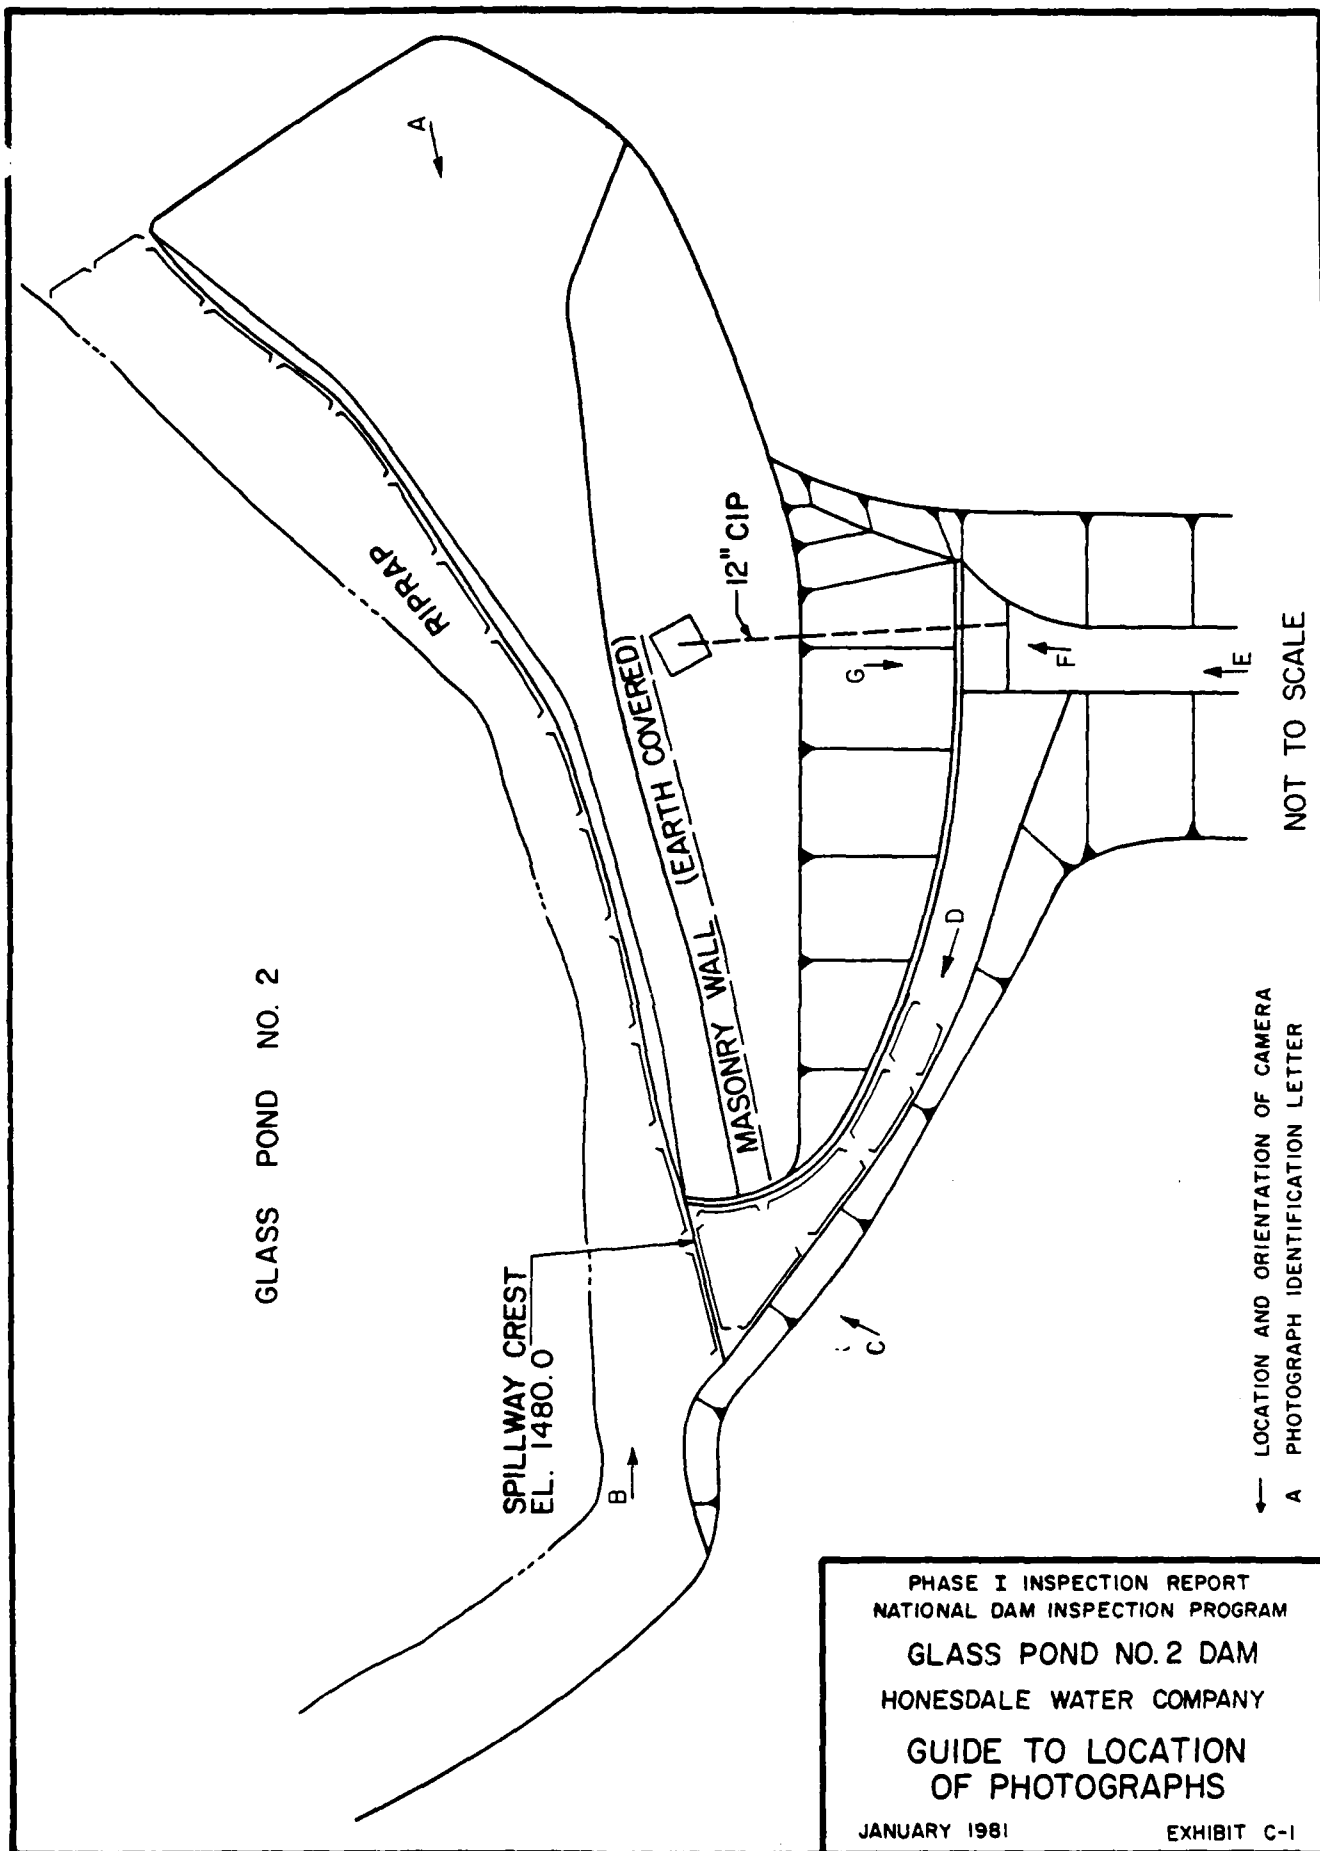 GLASS POND NO. 2
RIPRAP
SPILLWAY CREST
EL. 1480.0
MASONRY WALL (EARTH COVERED)
12" CIP
A
B
C
D
E
F
G
NOT TO SCALE
← LOCATION AND ORIENTATION OF CAMERA
A PHOTOGRAPH IDENTIFICATION LETTER
PHASE I INSPECTION REPORT
NATIONAL DAM INSPECTION PROGRAM
GLASS POND NO. 2 DAM
HONESDALE WATER COMPANY
GUIDE TO LOCATION
OF PHOTOGRAPHS
JANUARY 1981 EXHIBIT C-1